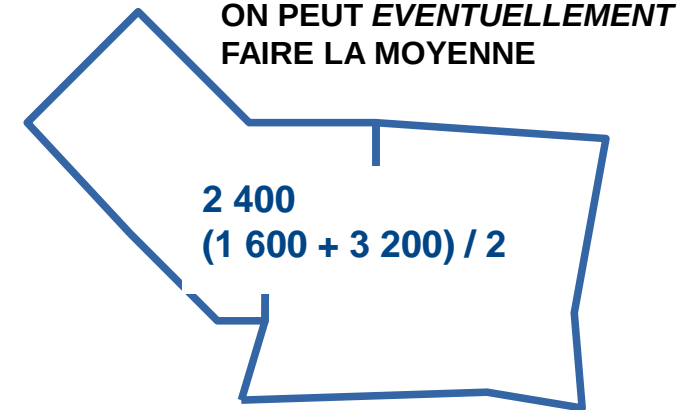 ON PEUT EVENTUELLEMENT
FAIRE LA MOYENNE
2 400
(1 600 + 3 200) / 2